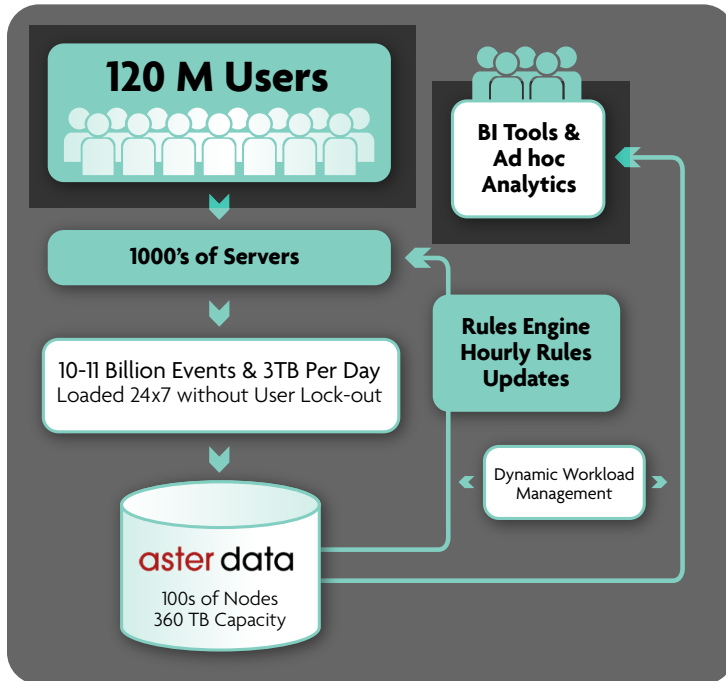 120 M Users
BI Tools &
Ad hoc
Analytics
1000’s of Servers
Rules Engine
Hourly Rules
Updates
10-11 Billion Events & 3TB Per Day
Loaded 24x7 without User Lock-out
Dynamic Workload
Management
aster data
100s of Nodes
360 TB Capacity